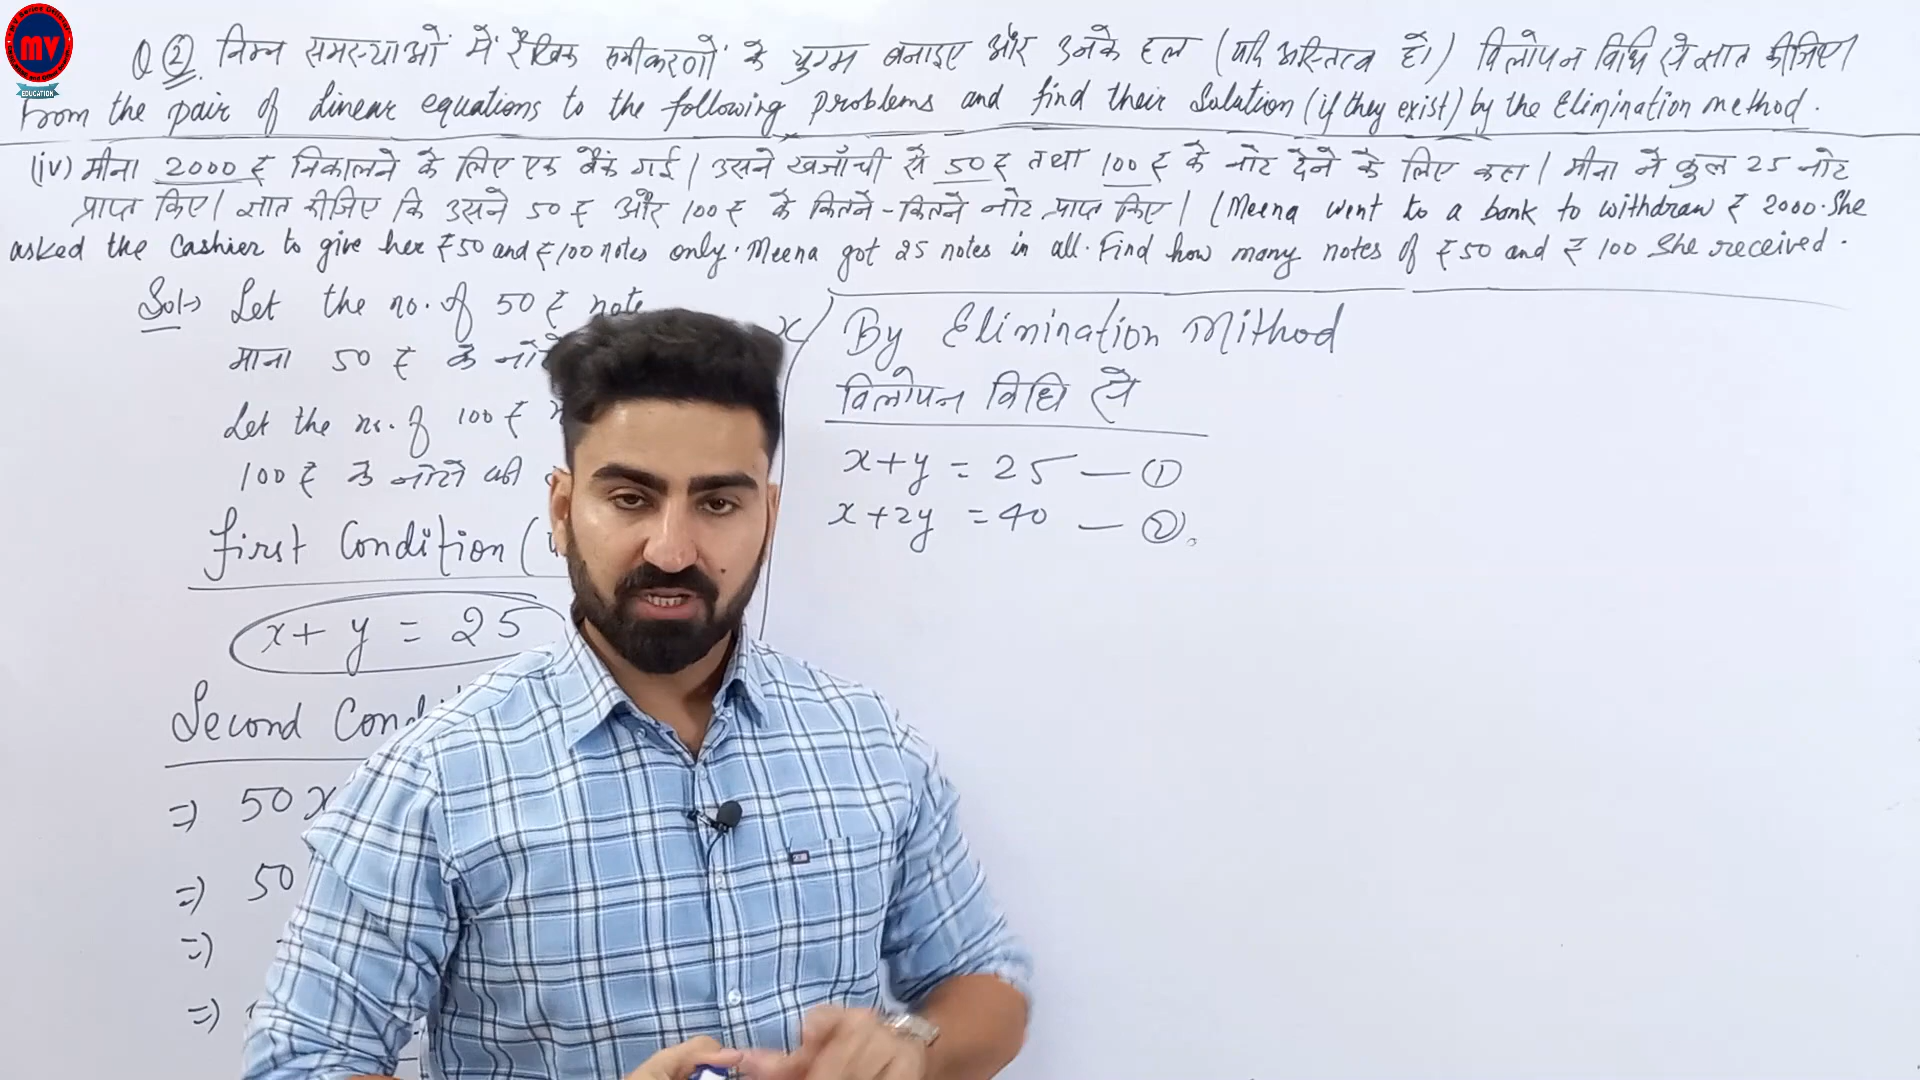 MV
EDUCATION
Q ②. निम्न समस्याओं में रैखिक समीकरणों के युग्म बनाइए और उनके हल (यदि अस्तित्व हो) विलोपन विधि से ज्ञात कीजिए।
From the pair of Linear equations to the following problems and find their Solution (if they exist) by the Elimination method.
(iv) मीना 2000 ₹ निकालने के लिए एक बैंक गई। उसने खजाँची से 50 ₹ तथा 100 ₹ के नोट देने के लिए कहा। मीना ने कुल 25 नोट
प्राप्त किए। ज्ञात कीजिए कि उसने 50 ₹ और 100 ₹ के कितने-कितने नोट प्राप्त किए। (Meena went to a bank to withdraw ₹ 2000. She
asked the Cashier to give her ₹50 and ₹100 notes only. Meena got 25 notes in all. Find how many notes of ₹50 and ₹ 100 She received.
Sol→ Let the no. of 50 ₹ note
माना 50 ₹ के
Let the no. of 100 ₹
100 ₹ के नोटों की
First Condition (
x + y = 25
Second
⇒ 50x
⇒ 50
⇒
⇒
x
By Elimination Mithod
विलोपन विधि से
x+y = 25 — ①
x+2y = 40 — ②.